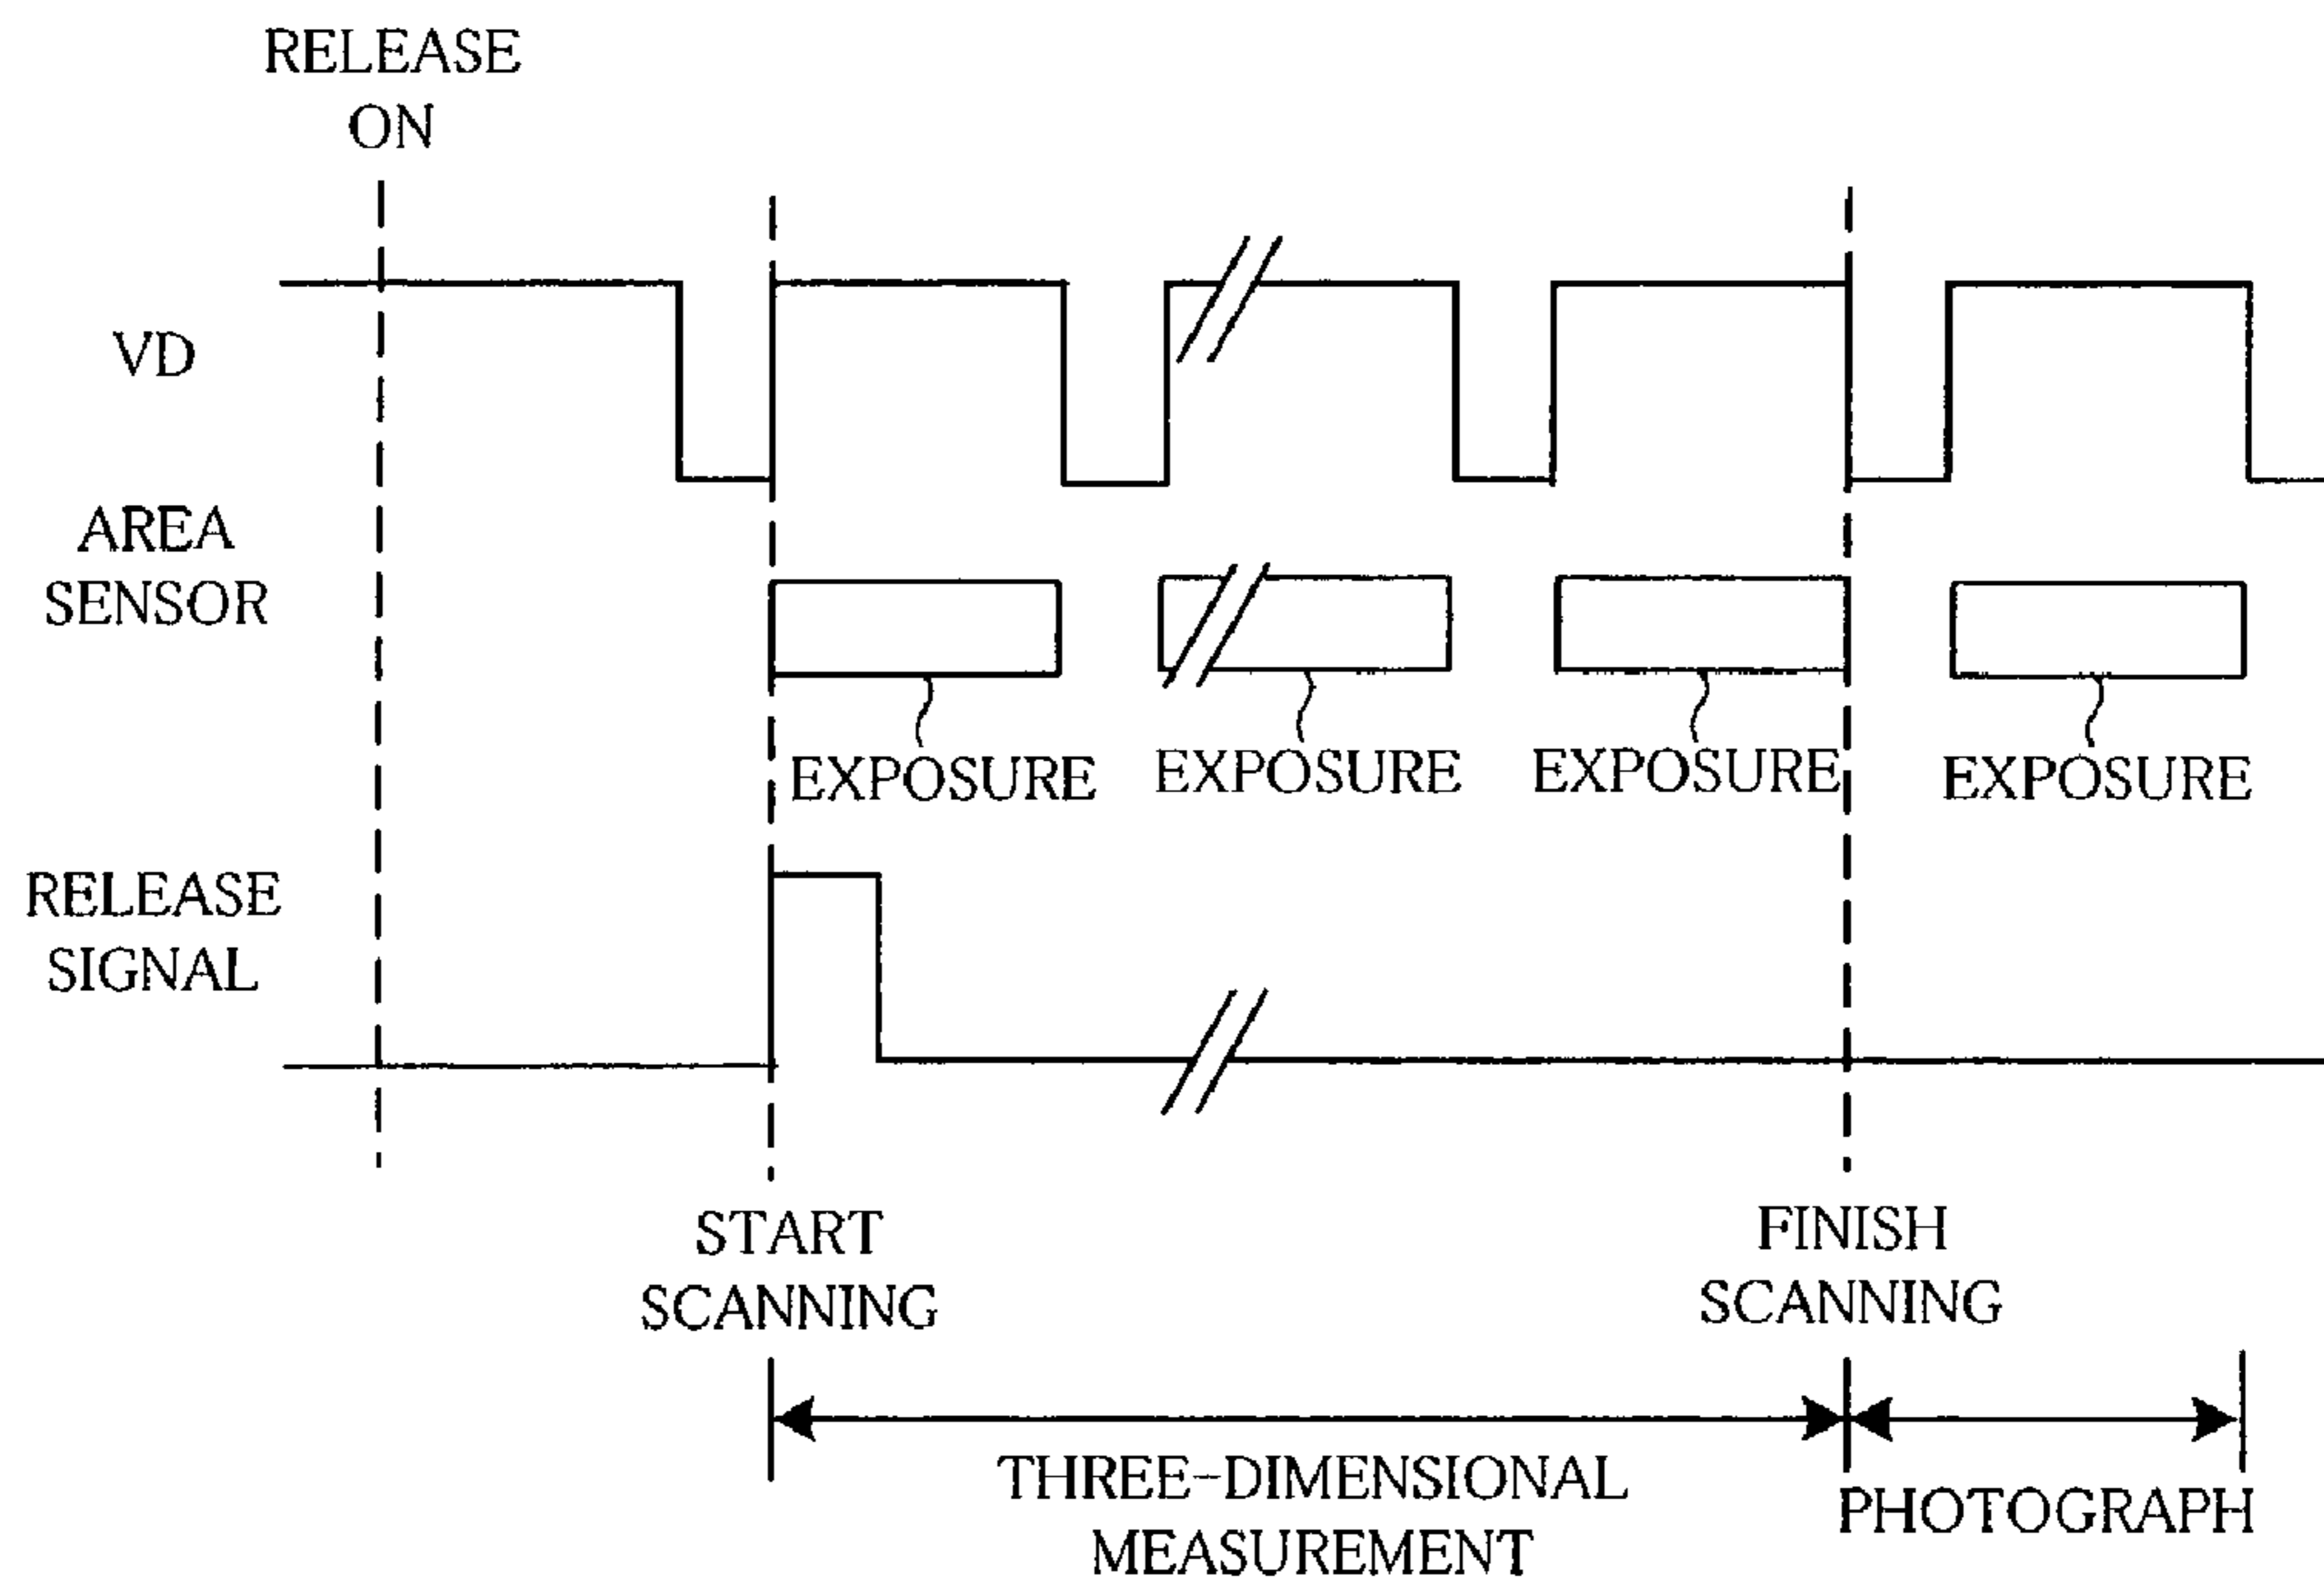 RELEASE
ON
VD
AREA
SENSOR
EXPOSURE
EXPOSURE
EXPOSURE
EXPOSURE
RELEASE
SIGNAL
START
SCANNING
FINISH
SCANNING
THREE-DIMENSIONAL
MEASUREMENT
PHOTOGRAPH